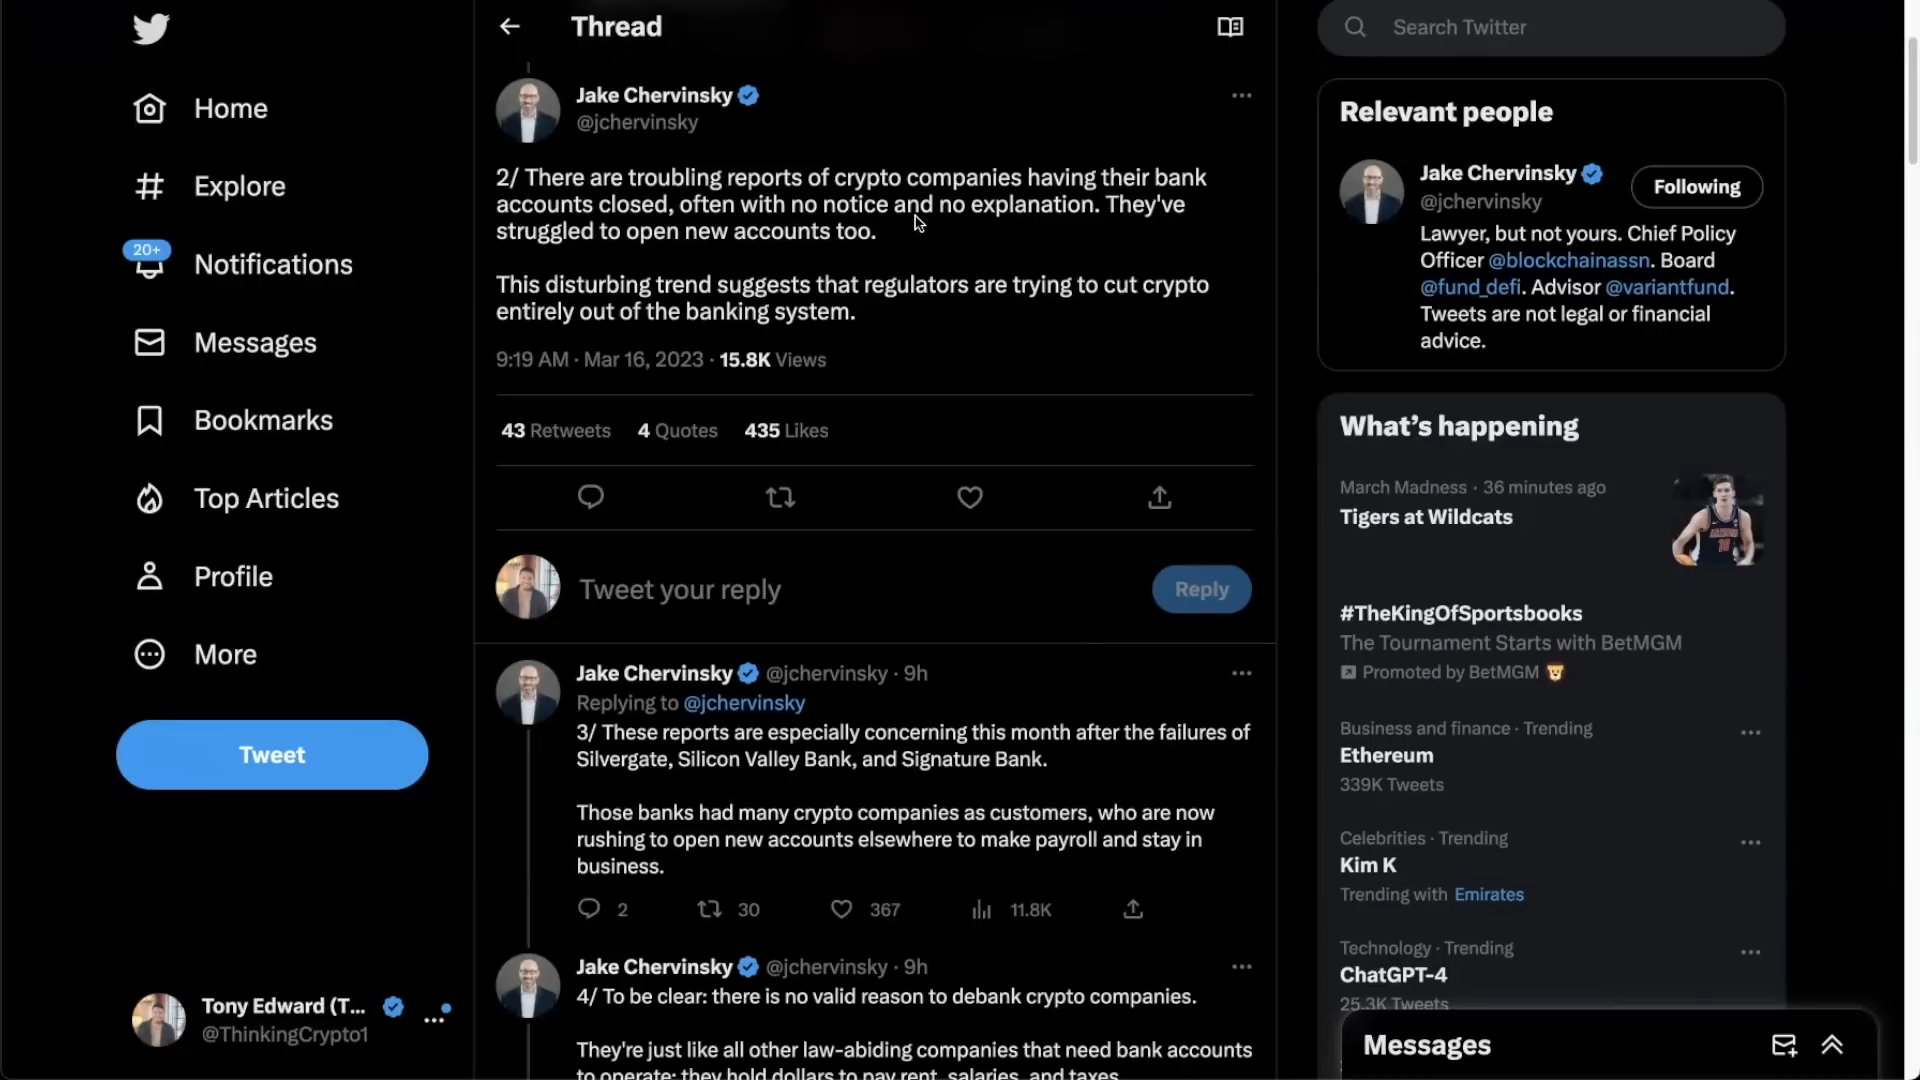 Home
Explore
20+
Notifications
Messages
Bookmarks
Top Articles
Profile
More
Tweet
Tony Edward (T...
@ThinkingCrypto1
Thread
Jake Chervinsky
@jchervinsky
2/ There are troubling reports of crypto companies having their bank
accounts closed, often with no notice and no explanation. They've
struggled to open new accounts too.
This disturbing trend suggests that regulators are trying to cut crypto
entirely out of the banking system.
9:19 AM · Mar 16, 2023 · 15.8K Views
43 Retweets 4 Quotes 435 Likes
Tweet your reply
Reply
Jake Chervinsky @jchervinsky · 9h
Replying to @jchervinsky
3/ These reports are especially concerning this month after the failures of
Silvergate, Silicon Valley Bank, and Signature Bank.
Those banks had many crypto companies as customers, who are now
rushing to open new accounts elsewhere to make payroll and stay in
business.
2 30 367 11.8K
Jake Chervinsky @jchervinsky · 9h
4/ To be clear: there is no valid reason to debank crypto companies.
They're just like all other law-abiding companies that need bank accounts
to operate: they hold dollars to pay rent, salaries, and taxes.
Search Twitter
Relevant people
Jake Chervinsky
Following
@jchervinsky
Lawyer, but not yours. Chief Policy
Officer @blockchainassn. Board
@fund_defi. Advisor @variantfund.
Tweets are not legal or financial
advice.
What's happening
March Madness · 36 minutes ago
Tigers at Wildcats
#TheKingOfSportsbooks
The Tournament Starts with BetMGM
Promoted by BetMGM
Business and finance · Trending
Ethereum
339K Tweets
Celebrities · Trending
Kim K
Trending with Emirates
Technology · Trending
ChatGPT-4
25.3K Tweets
Messages